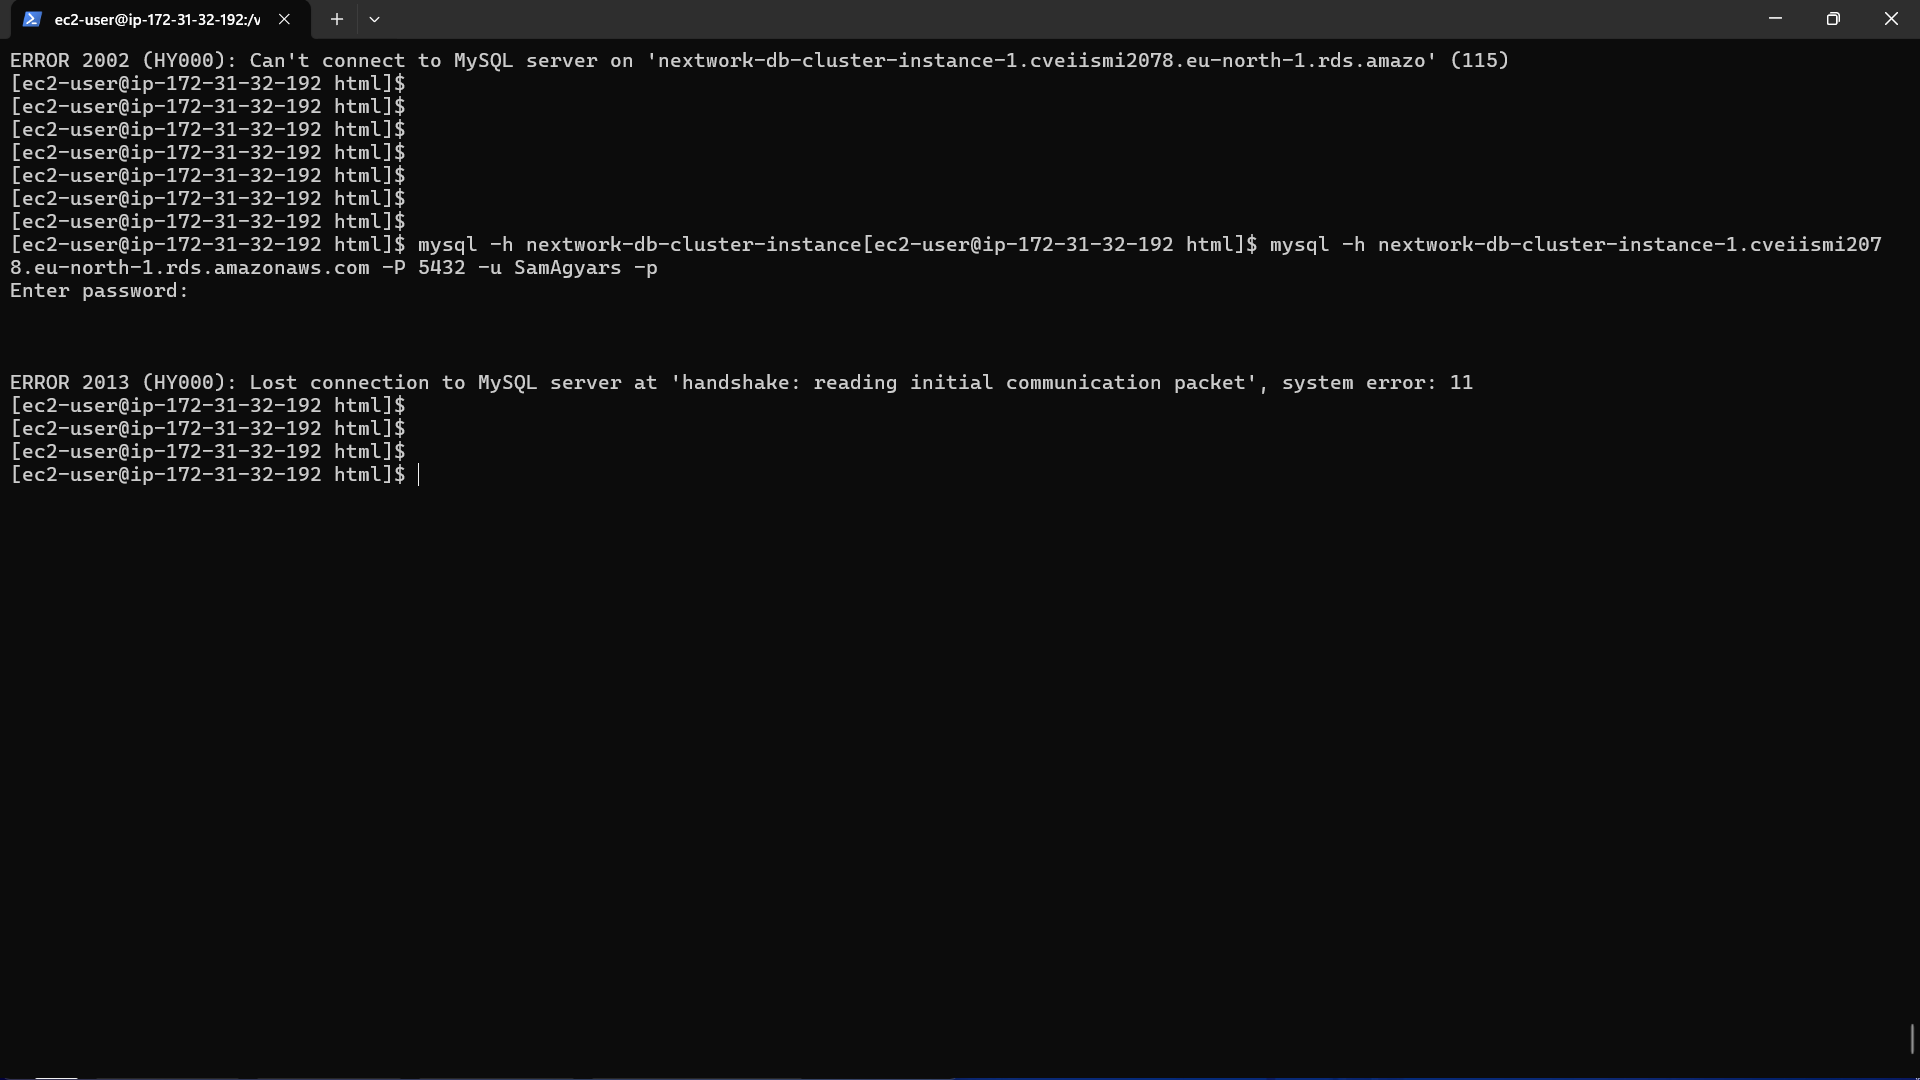 ec2-user@ip-172-31-32-192:/v
ERROR 2002 (HY000): Can't connect to MySQL server on 'nextwork-db-cluster-instance-1.cveiismi2078.eu-north-1.rds.amazo' (115)
[ec2-user@ip-172-31-32-192 html]$
[ec2-user@ip-172-31-32-192 html]$
[ec2-user@ip-172-31-32-192 html]$
[ec2-user@ip-172-31-32-192 html]$
[ec2-user@ip-172-31-32-192 html]$
[ec2-user@ip-172-31-32-192 html]$
[ec2-user@ip-172-31-32-192 html]$
[ec2-user@ip-172-31-32-192 html]$ mysql -h nextwork-db-cluster-instance[ec2-user@ip-172-31-32-192 html]$ mysql -h nextwork-db-cluster-instance-1.cveiismi207
8.eu-north-1.rds.amazonaws.com -P 5432 -u SamAgyars -p
Enter password:
ERROR 2013 (HY000): Lost connection to MySQL server at 'handshake: reading initial communication packet', system error: 11
[ec2-user@ip-172-31-32-192 html]$
[ec2-user@ip-172-31-32-192 html]$
[ec2-user@ip-172-31-32-192 html]$
[ec2-user@ip-172-31-32-192 html]$